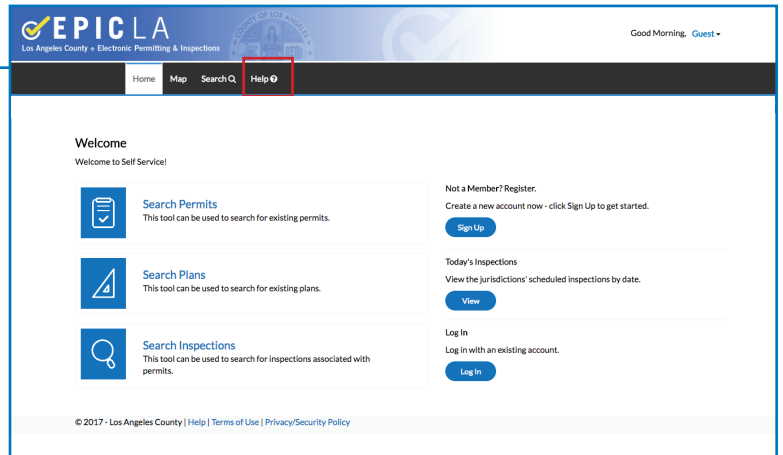 EPICLA
Los Angeles County + Electronic Permitting & Inspections
Good Morning, Guest
Home Map Search Help
Welcome
Welcome to Self Service!
Search Permits
This tool can be used to search for existing permits.
Search Plans
This tool can be used to search for existing plans.
Search Inspections
This tool can be used to search for inspections associated with
permits.
Not a Member? Register.
Create a new account now - click Sign Up to get started.
Sign Up
Today's Inspections
View the jurisdictions' scheduled inspections by date.
View
Log In
Log in with an existing account.
Log In
© 2017 - Los Angeles County | Help | Terms of Use | Privacy/Security Policy